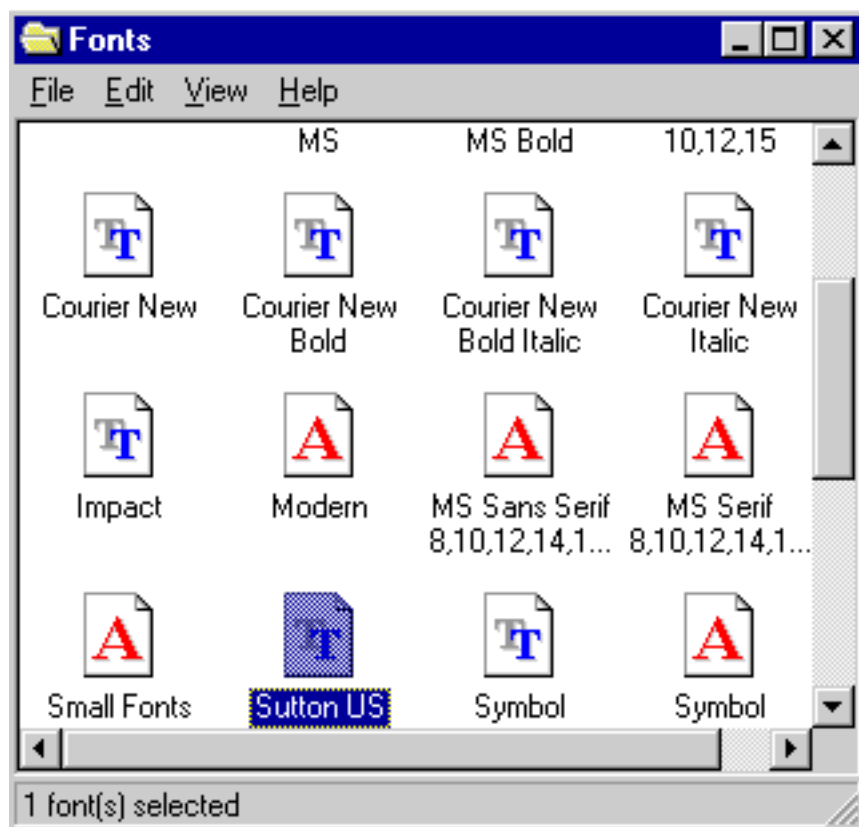 Fonts
File Edit View Help
MS MS Bold 10,12,15
Courier New Courier New Courier New Courier New
Bold Bold Italic Italic
Impact Modern MS Sans Serif MS Serif
8,10,12,14,1... 8,10,12,14,1...
Small Fonts Sutton US Symbol Symbol
1 font(s) selected